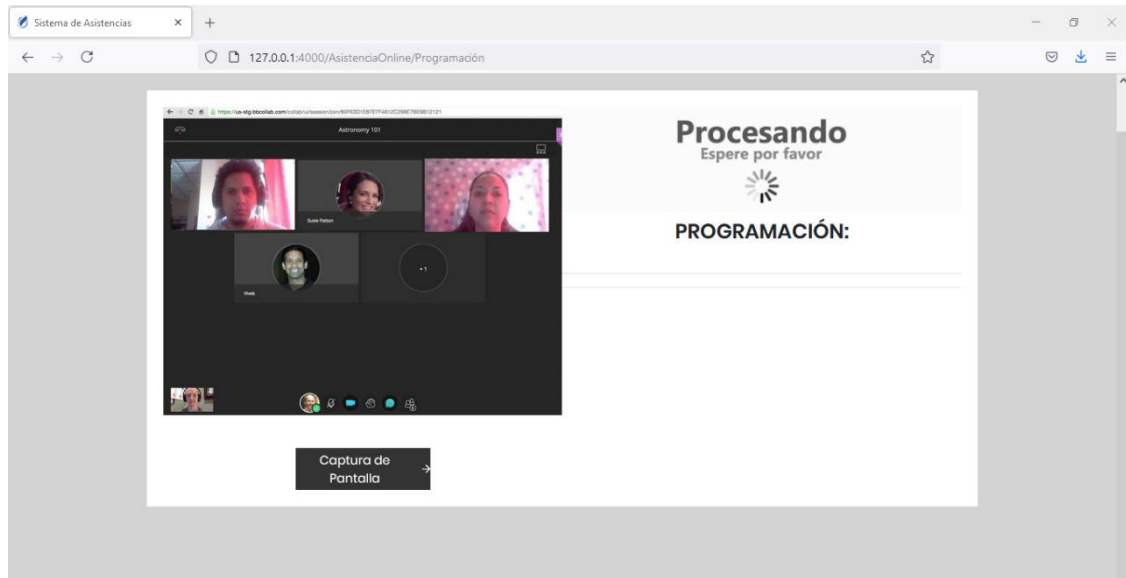 Sistema de Asistencias
127.0.0.1:4000/AsistenciaOnline/Programación
Astronomy 101
Susie Patton
Vivek
+1
Procesando
Espere por favor
PROGRAMACIÓN:
Captura de
Pantalla